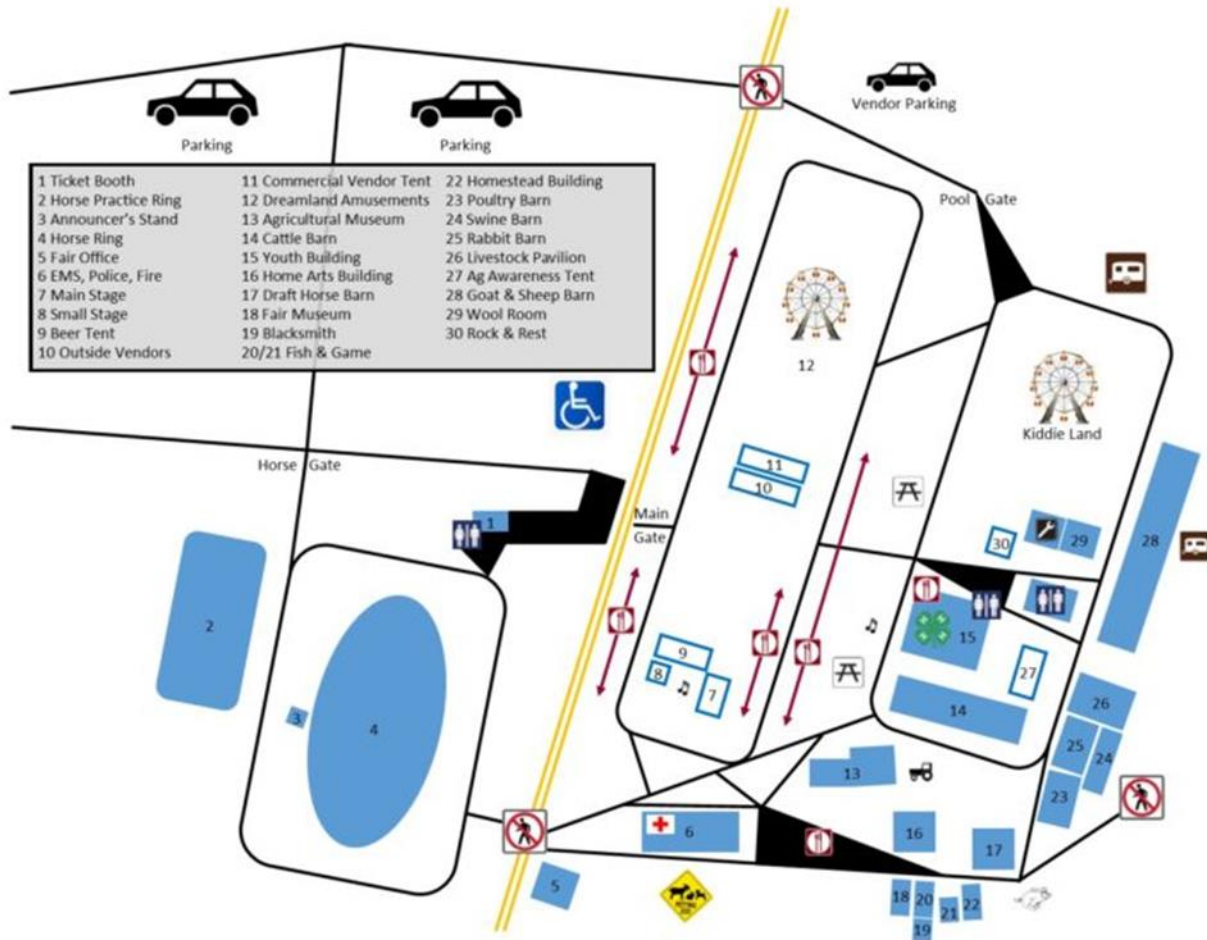 Parking
Parking
Vendor Parking
1 Ticket Booth
2 Horse Practice Ring
3 Announcer's Stand
4 Horse Ring
5 Fair Office
6 EMS, Police, Fire
7 Main Stage
8 Small Stage
9 Beer Tent
10 Outside Vendors
11 Commercial Vendor Tent
12 Dreamland Amusements
13 Agricultural Museum
14 Cattle Barn
15 Youth Building
16 Home Arts Building
17 Draft Horse Barn
18 Fair Museum
19 Blacksmith
20/21 Fish & Game
22 Homestead Building
23 Poultry Barn
24 Swine Barn
25 Rabbit Barn
26 Livestock Pavilion
27 Ag Awareness Tent
28 Goat & Sheep Barn
29 Wool Room
30 Rock & Rest
Pool Gate
12
Kiddie Land
Horse Gate
11
10
1
Main
Gate
30
29
28
2
15
9
8
7
27
3
4
14
26
25
24
13
23
6
16
17
5
PETTING
ZOO
18
20
21
22
19